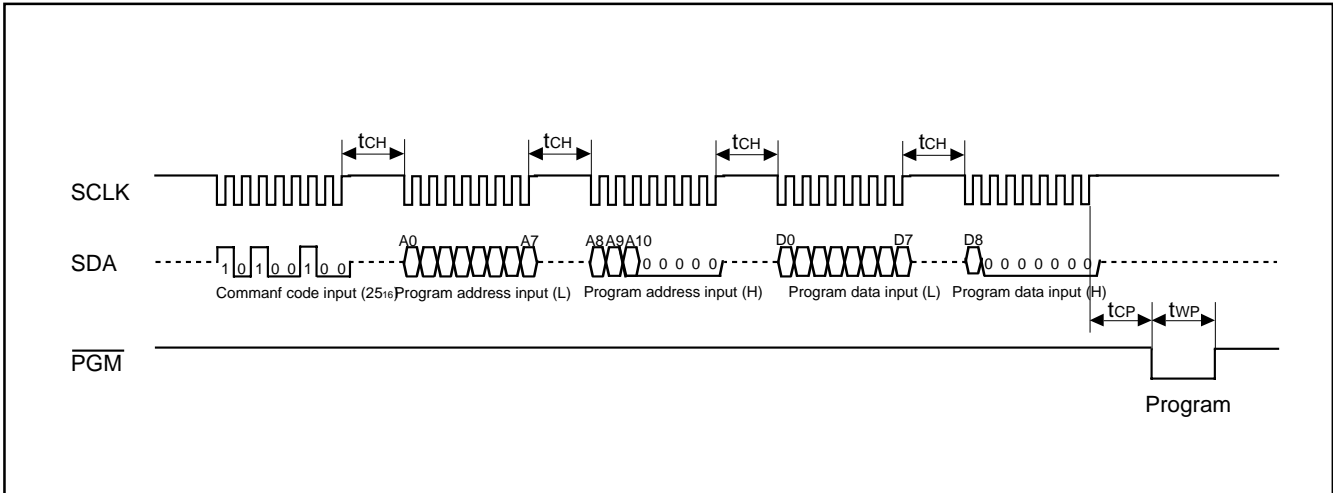 tCH tCH tCH tCH
SCLK
A0 A7 A8 A9 A10 D0 D7 D8
SDA
1 0 1 0 0 1 0 0 0 0 0 0 0 0 0 0 0 0 0 0
Commanf code input (2516) Program address input (L) Program address input (H) Program data input (L) Program data input (H)
tCP tWP
PGM
Program